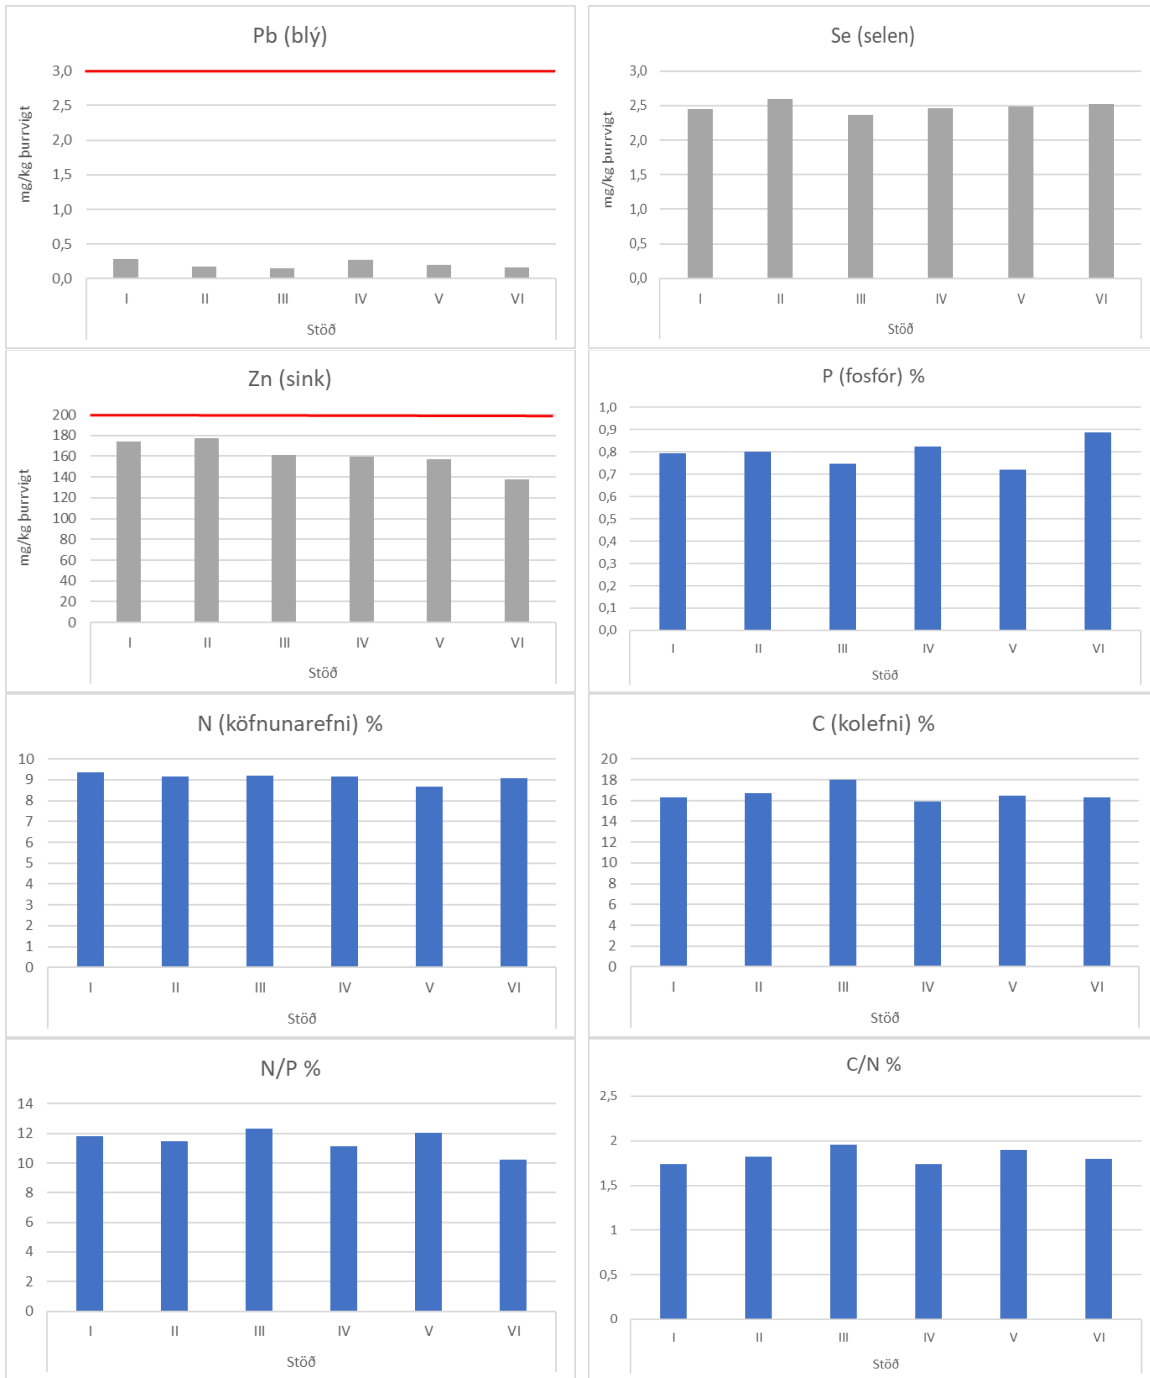 Pb (blý)
mg/kg þurrvigt
3,0
2,5
2,0
1,5
1,0
0,5
0,0
I II III IV V VI
Stöð
Se (selen)
mg/kg þurrvigt
3,0
2,5
2,0
1,5
1,0
0,5
0,0
I II III IV V VI
Stöð
Zn (sink)
mg/kg þurrvigt
200
180
160
140
120
100
80
60
40
20
0
I II III IV V VI
Stöð
P (fosfór) %
1,0
0,9
0,8
0,7
0,6
0,5
0,4
0,3
0,2
0,1
0,0
I II III IV V VI
Stöð
N (köfnunarefni) %
10
9
8
7
6
5
4
3
2
1
0
I II III IV V VI
Stöð
C (kolefni) %
20
18
16
14
12
10
8
6
4
2
0
I II III IV V VI
Stöð
N/P %
14
12
10
8
6
4
2
0
I II III IV V VI
Stöð
C/N %
2,5
2
1,5
1
0,5
0
I II III IV V VI
Stöð